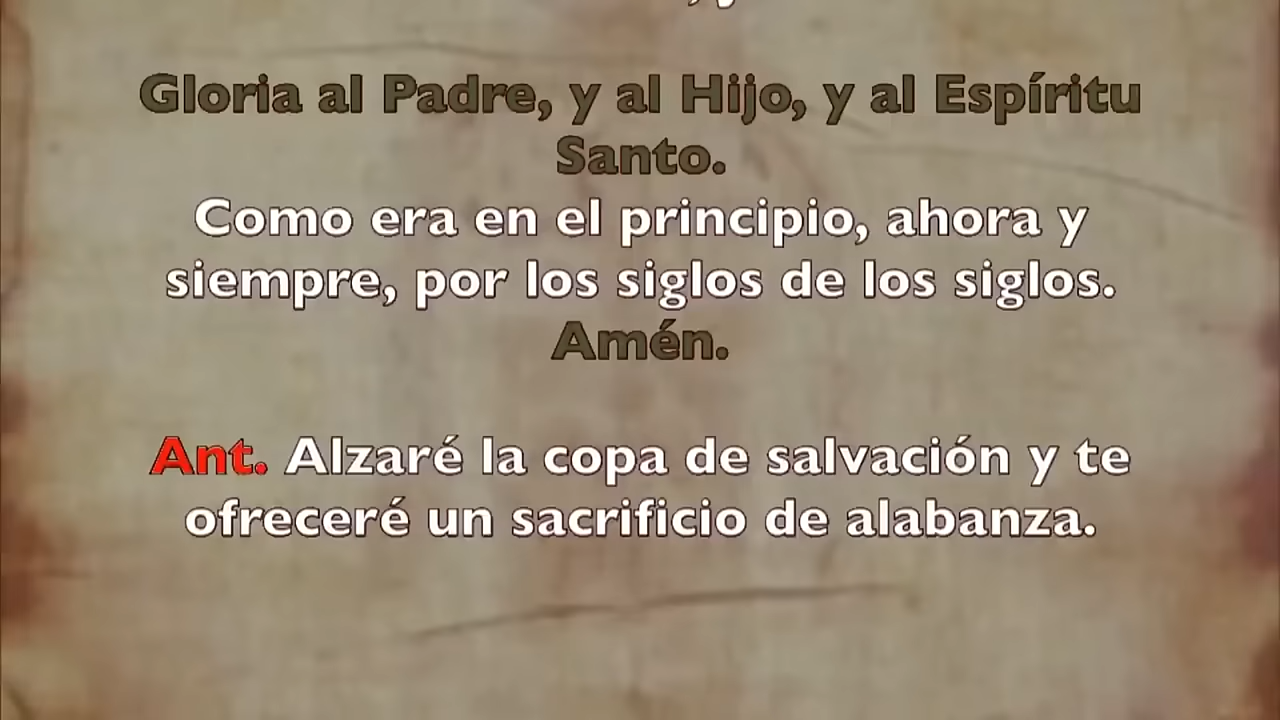 Gloria al Padre, y al Hijo, y al Espíritu
Santo.
Como era en el principio, ahora y
siempre, por los siglos de los siglos.
Amén.
Ant. Alzaré la copa de salvación y te
ofreceré un sacrificio de alabanza.